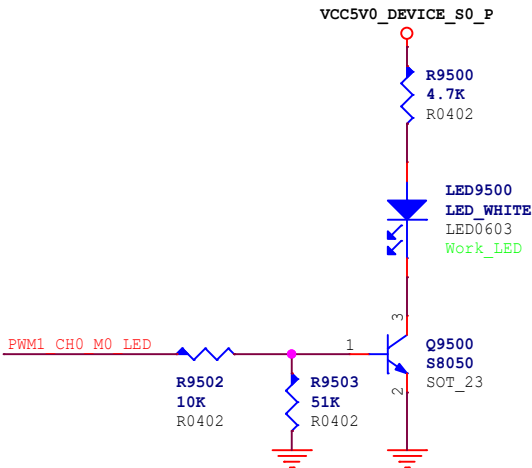 VCC5V0_DEVICE_S0_P
R9500
4.7K
R0402
LED9500
LED_WHITE
LED0603
Work_LED
3
PWM1_CH0_M0_LED
1
Q9500
S8050
SOT_23
2
R9502
10K
R0402
R9503
51K
R0402